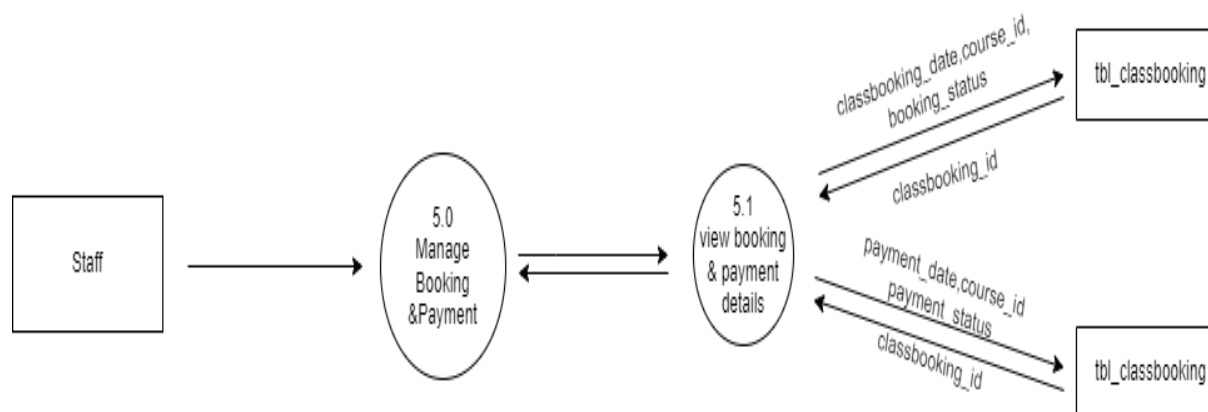 Staff
5.0
Manage
Booking
&Payment
5.1
view booking
& payment
details
classbooking_date,course_id,
booking_status
classbooking_id
tbl_classbooking
payment_date,course_id
payment_status
classbooking_id
tbl_classbooking